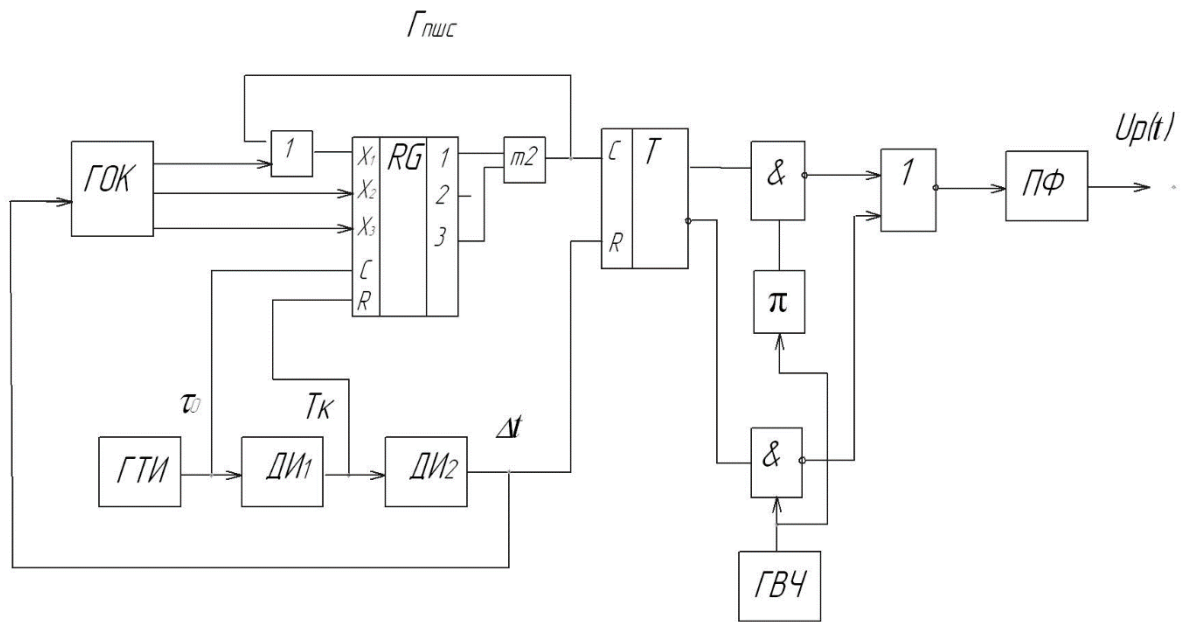 Гпшс
Up(t)
ГОК
1
X1
X2
X3
C
R
RG
1
2
3
m2
C
R
T
&
1
ПФ
π
τ0
Tк
Δt
ГТИ
ДИ1
ДИ2
&
ГВЧ